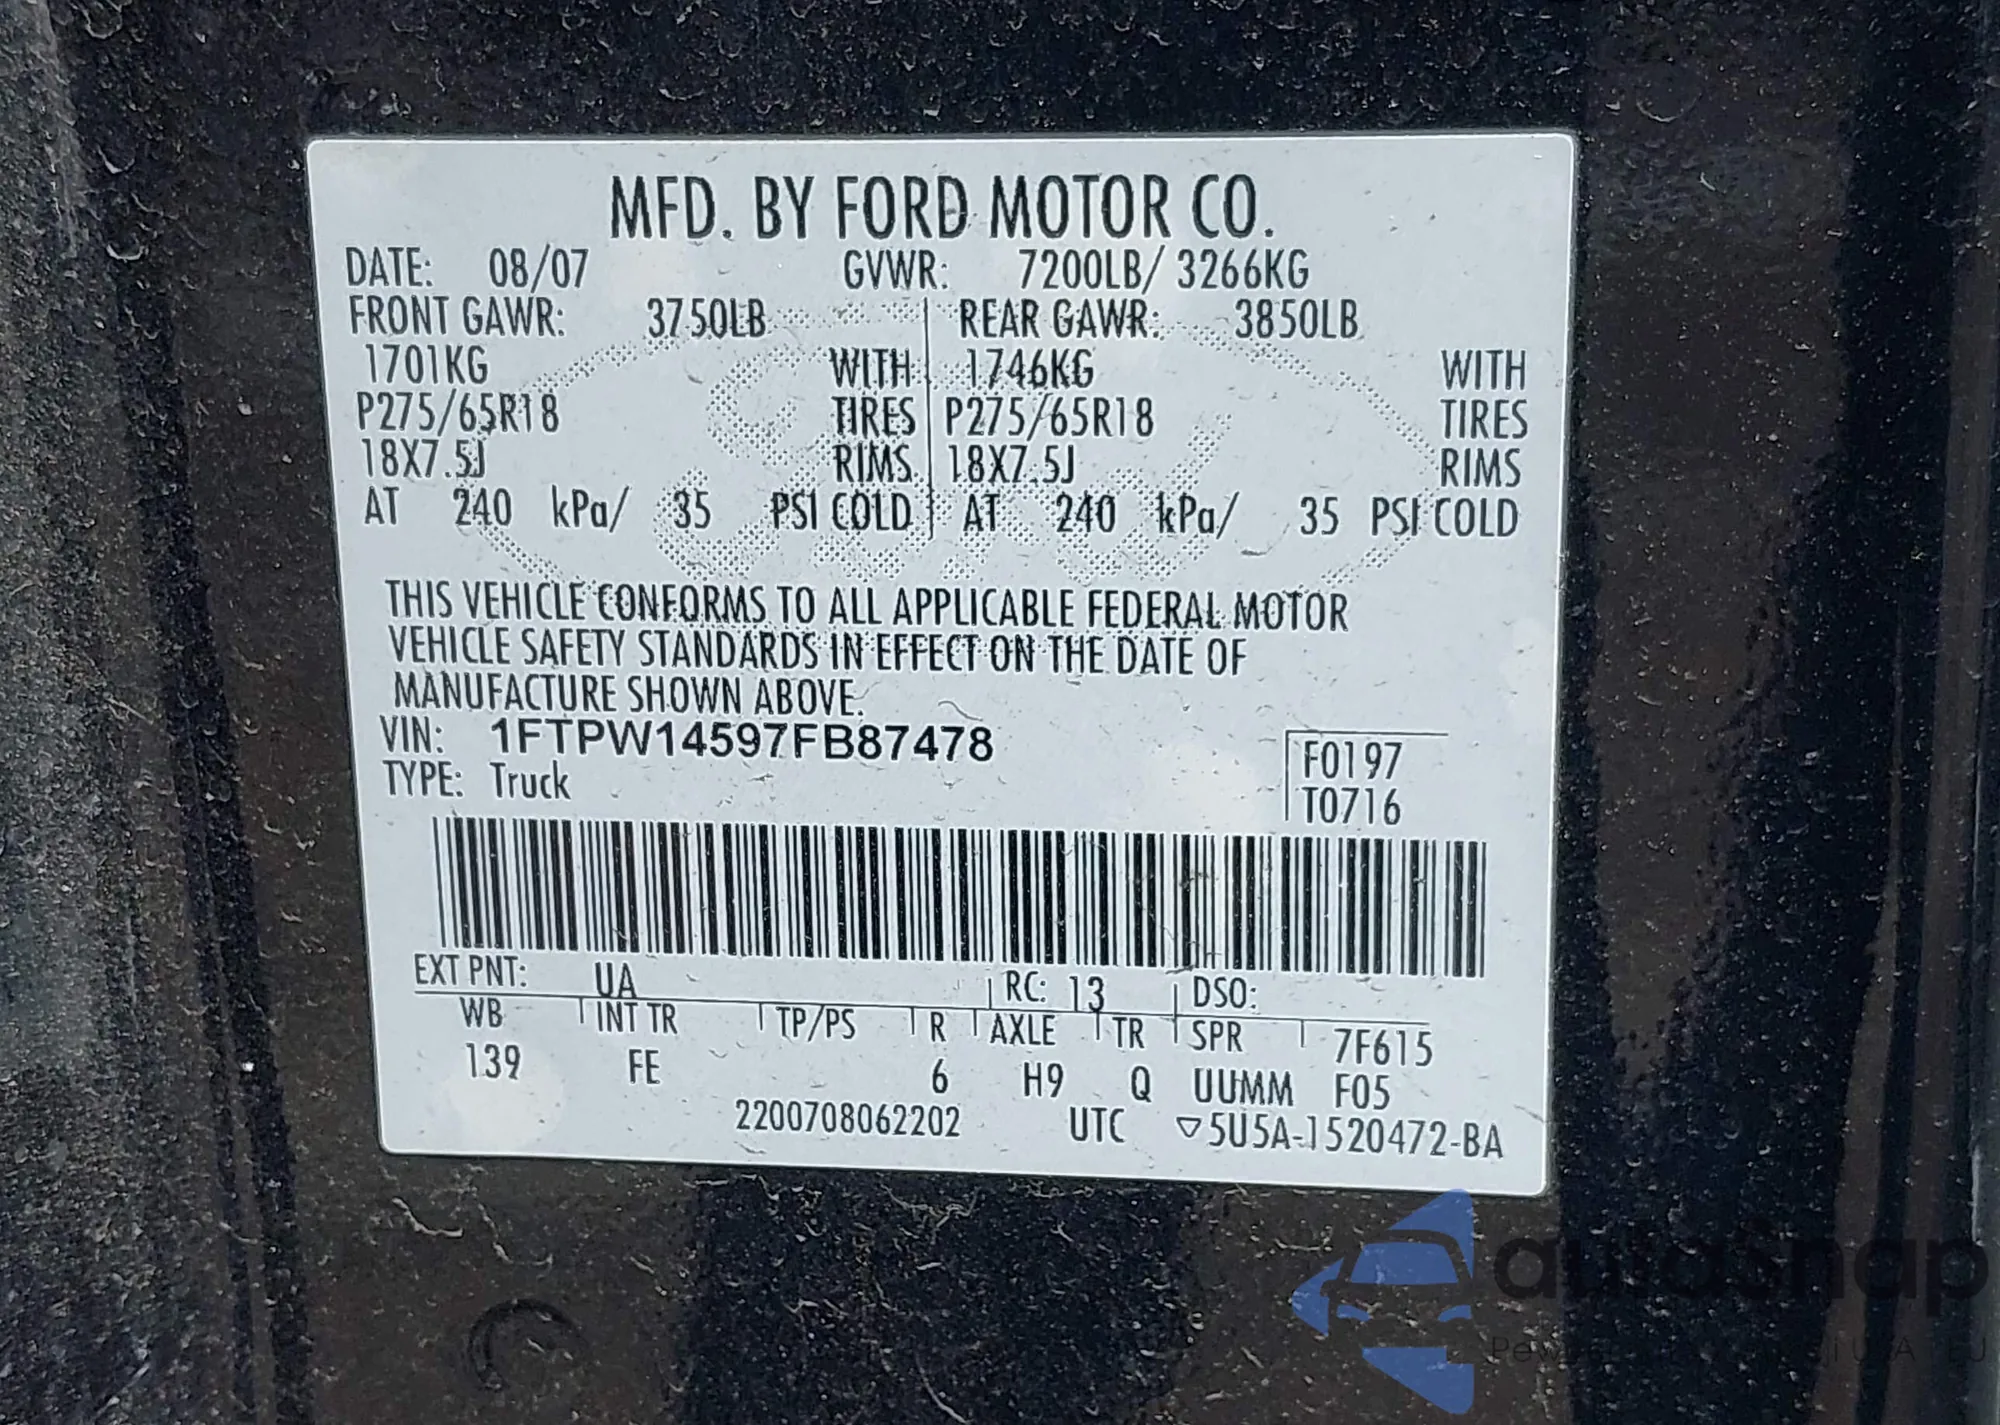 MFD. BY FORD MOTOR CO.
DATE: 08/07 GVWR: 7200LB/ 3266KG
FRONT GAWR: 3750LB REAR GAWR: 3850LB
1701KG WITH 1746KG WITH
P275/65R18 TIRES P275/65R18 TIRES
18X7.5J RIMS 18X7.5J RIMS
AT 240 kPa/ 35 PSI COLD AT 240 kPa/ 35 PSI COLD
THIS VEHICLE CONFORMS TO ALL APPLICABLE FEDERAL MOTOR
VEHICLE SAFETY STANDARDS IN EFFECT ON THE DATE OF
MANUFACTURE SHOWN ABOVE.
VIN: 1FTPW14597FB87478
TYPE: Truck
F0197
T0716
EXT PNT: UA RC: 13 DSO:
WB INT TR TP/PS R AXLE TR SPR 7F615
139 FE 6 H9 Q UUMM F05
2200708062202 UTC ▽5U5A-1520472-BA
autosnap